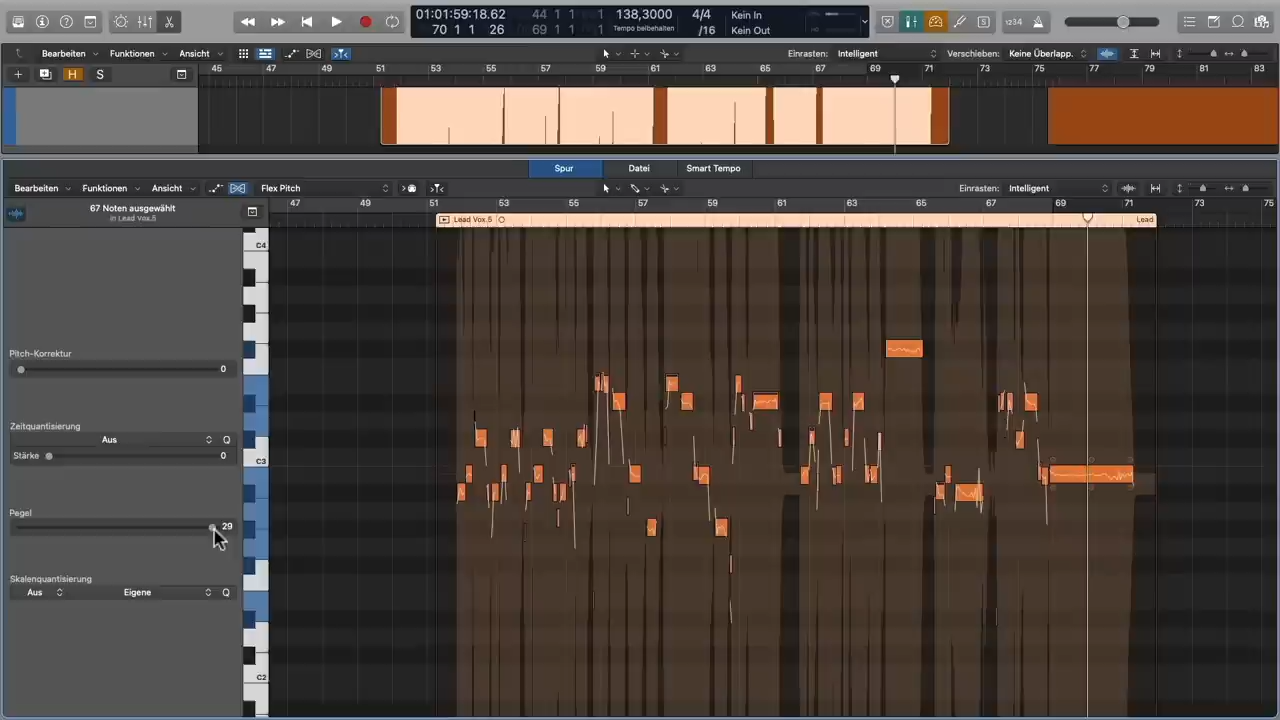 01:01:59:18.62 44 1 1 138,3000 4/4 Kein In
70 1 1 26 69 1 1 Tempo beibehalten /16 Kein Out
1234
Bearbeiten Funktionen Ansicht Einrasten: Intelligent Verschieben: Keine Überlapp.
H S 45 47 49 51 53 55 57 59 61 63 65 67 69 71 73 75 77 79 81 83
Spur Datei Smart Tempo
Bearbeiten Funktionen Ansicht Flex Pitch Einrasten: Intelligent
67 Noten ausgewählt
in Lead Vox.5
47 49 51 53 55 57 59 61 63 65 67 69 71 73 75
Lead Vox.5 Lead
C4
Pitch-Korrektur
0
Zeitquantisierung
Aus Q
Stärke 0
C3
Pegel
29
Skalenquantisierung
Aus Eigene Q
C2